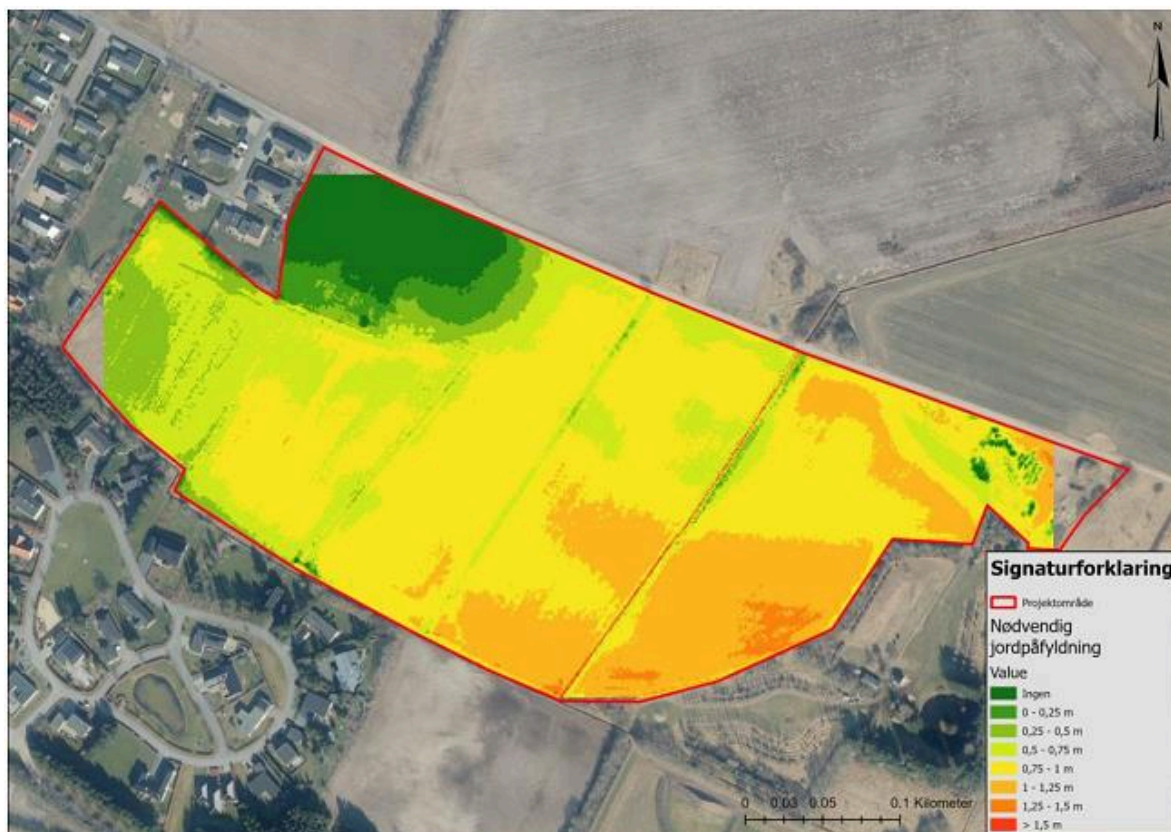 N
Signaturforklaring
Projektområde
Nødvendig
jordpåfyldning
Value
Ingen
0 - 0,25 m
0,25 - 0,5 m
0,5 - 0,75 m
0,75 - 1 m
1 - 1,25 m
1,25 - 1,5 m
> 1,5 m
0 0.03 0.05 0.1 Kilometer